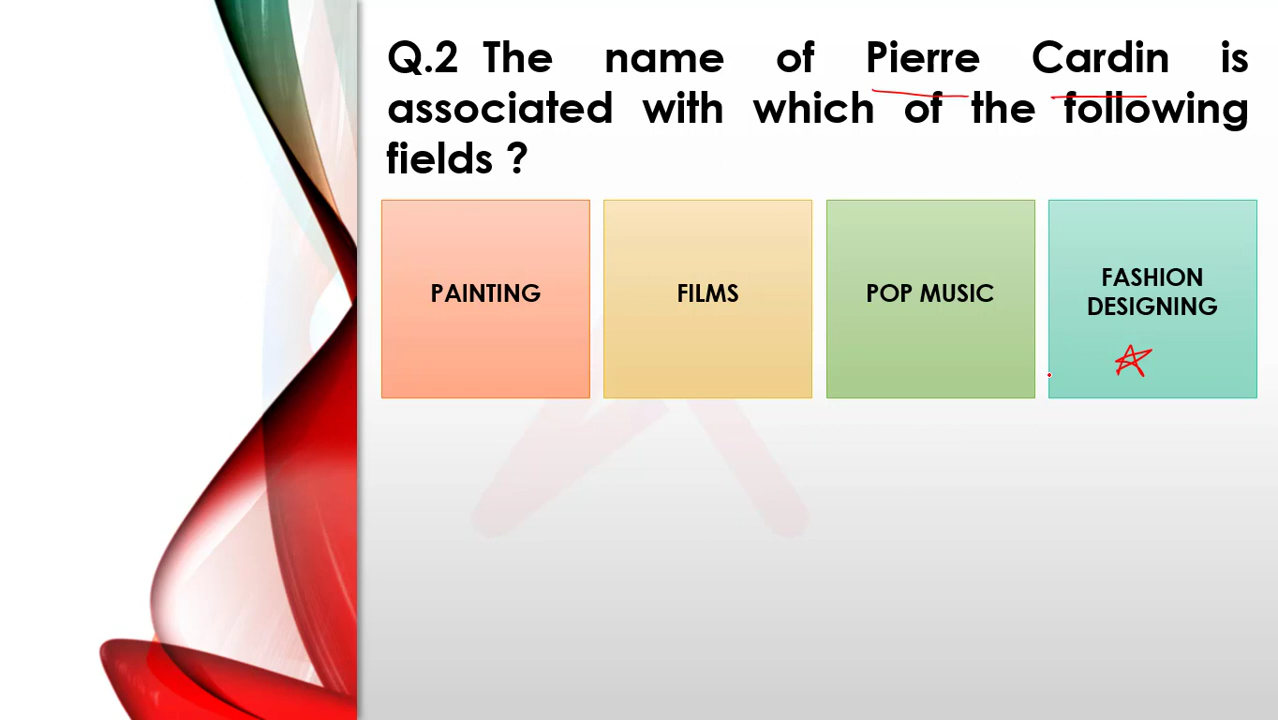 Q.2 The name of Pierre Cardin is
associated with which of the following
fields ?
PAINTING
FILMS
POP MUSIC
FASHION
DESIGNING